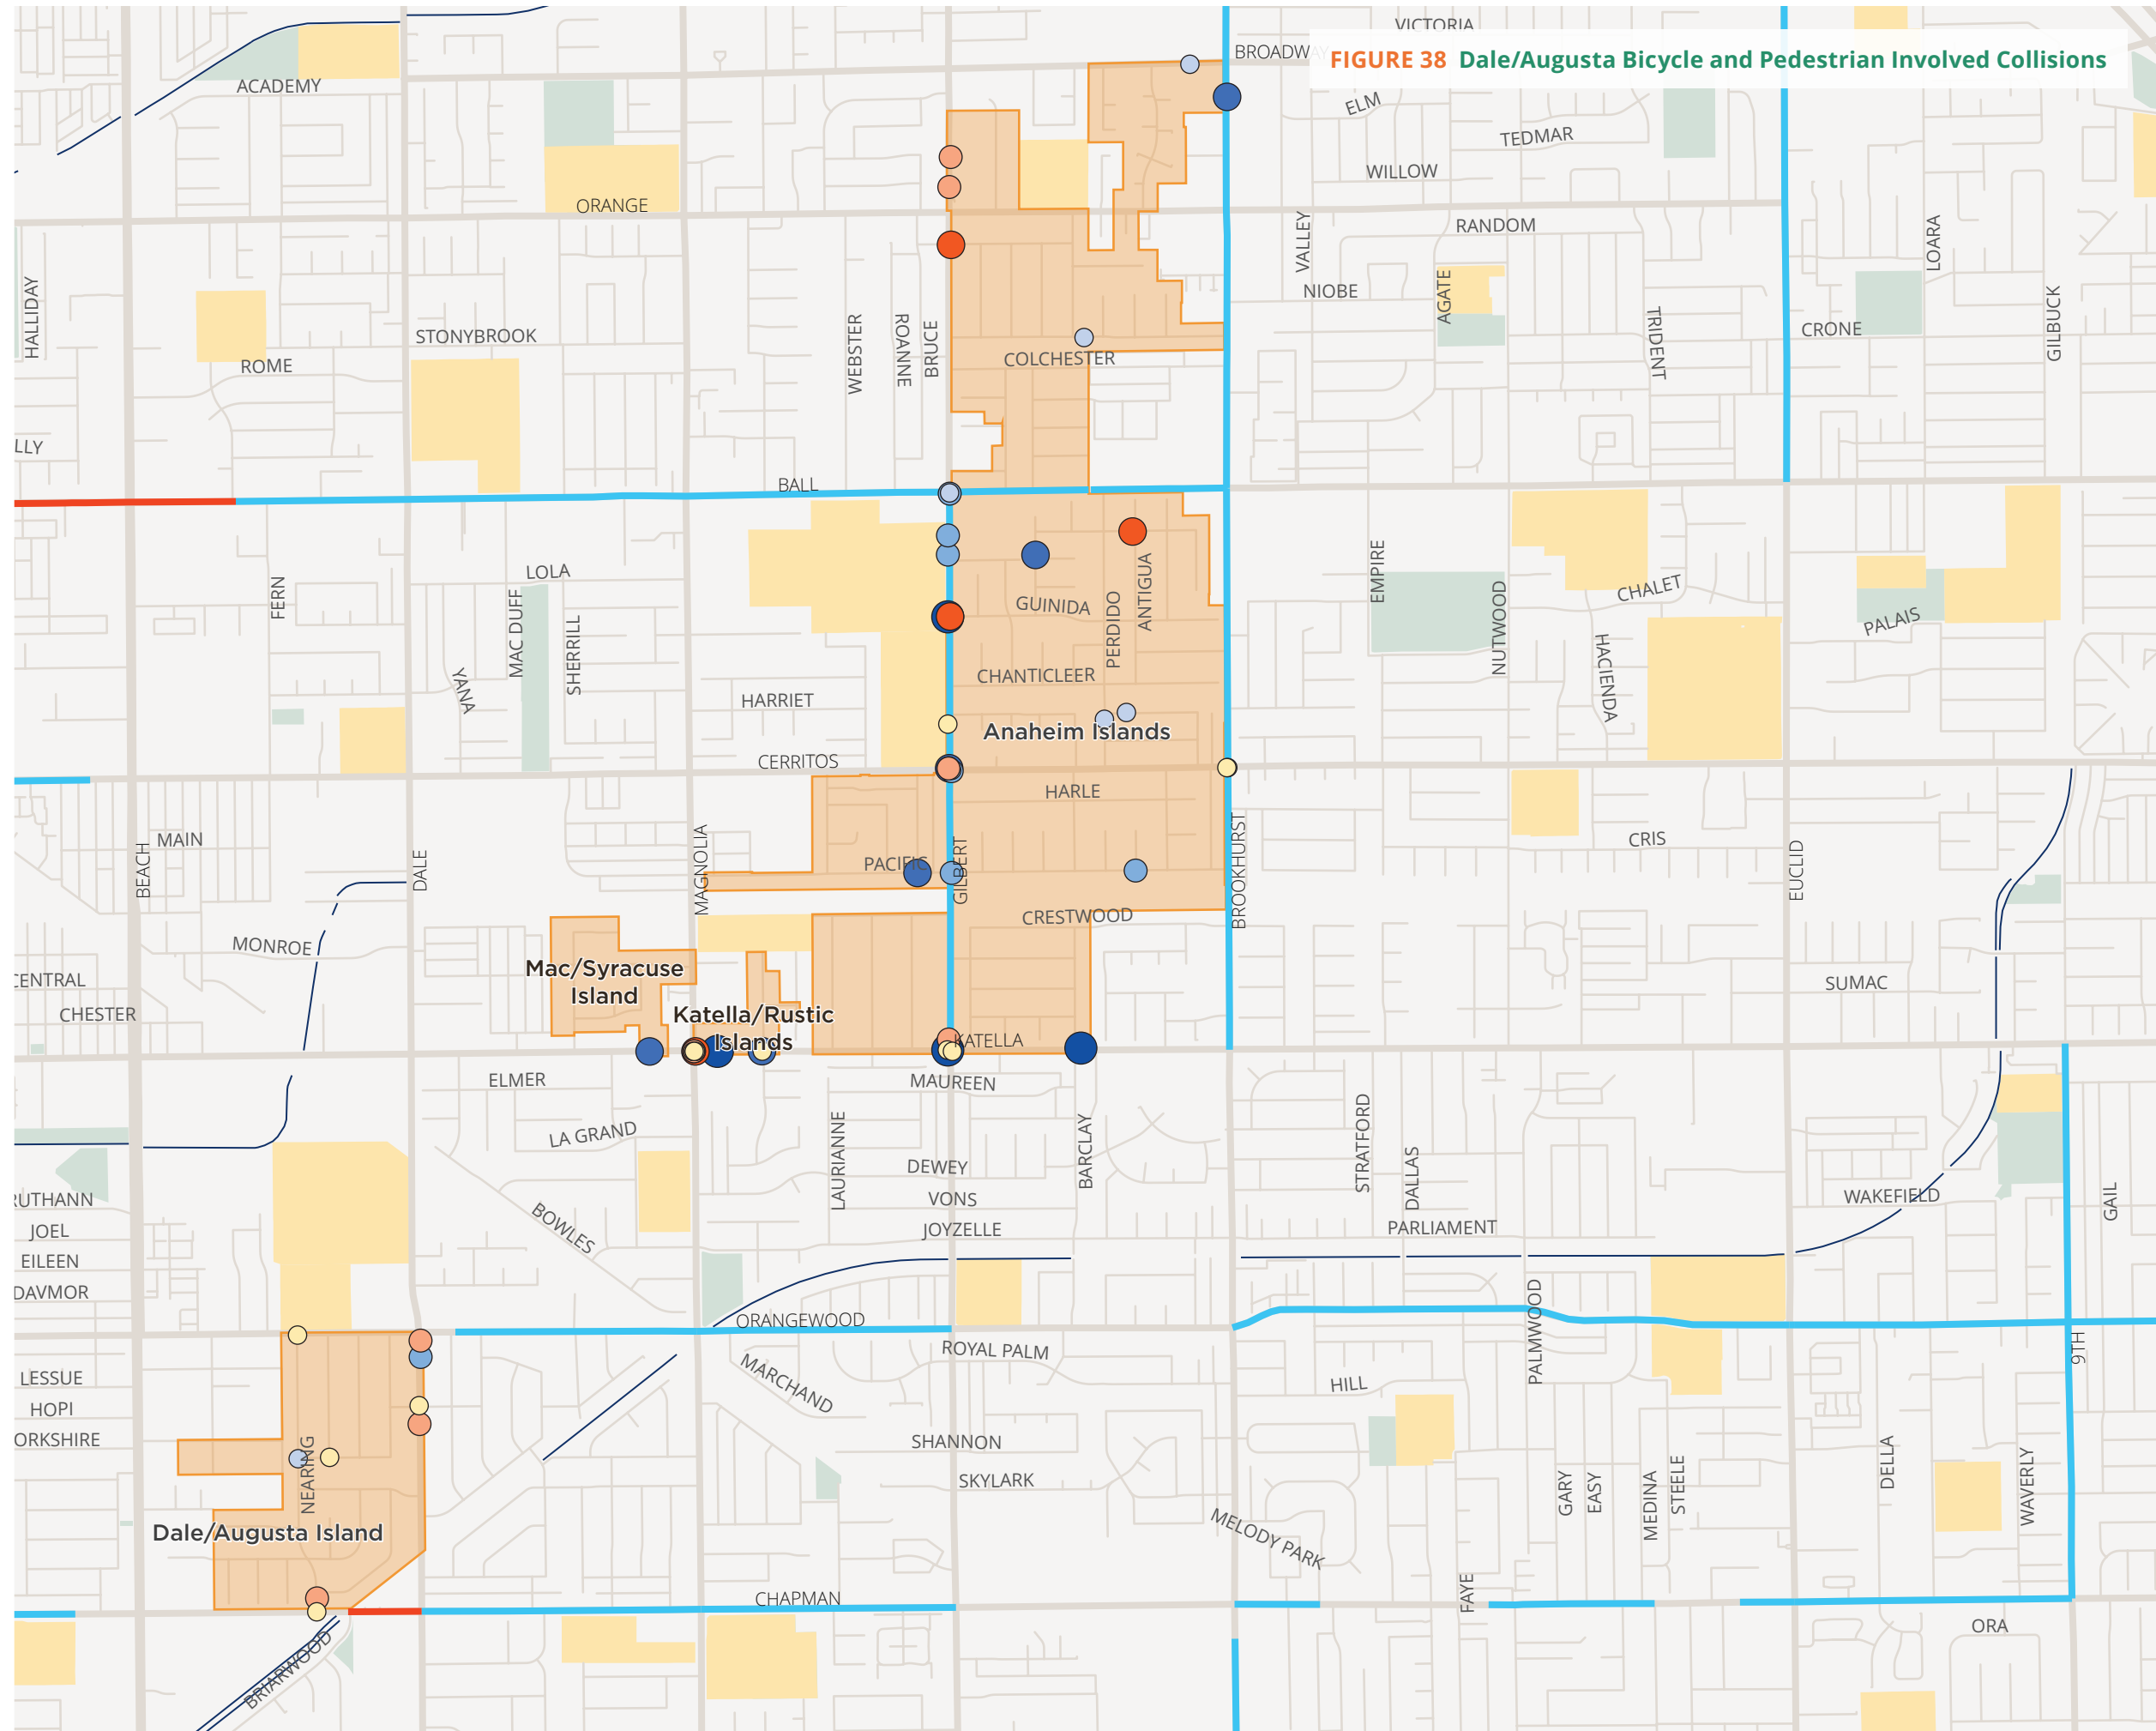 VICTORIA
BROADWAY
FIGURE 38 Dale/Augusta Bicycle and Pedestrian Involved Collisions
ACADEMY
ELM
TEDMAR
WILLOW
ORANGE
RANDOM
VALLEY
LOARA
HALLIDAY
NIOBE
AGATE
GILBUCK
STONYBROOK
WEBSTER
ROANNE
BRUCE
TRIDENT
CRONE
ROME
COLCHESTER
LLY
BALL
LOLA
FERN
MAC DUFF
SHERRILL
EMPIRE
ANTIGUA
GUINIDA
PERDIDO
NUTWOOD
CHALET
PALAIS
YANA
HARRIET
CHANTICLEER
HACIENDA
Anaheim Islands
CERRITOS
HARLE
MAIN
BEACH
DALE
MAGNOLIA
PACIFIC
GILBERT
BROOKHURST
CRIS
EUCLID
CRESTWOOD
MONROE
Mac/Syracuse
Island
CENTRAL
SUMAC
CHESTER
Katella/Rustic
Islands
KATELLA
ELMER
MAUREEN
LA GRAND
LAURIANNE
BARCLAY
STRATFORD
DALLAS
DEWEY
RUTHANN
VONS
WAKEFIELD
GAIL
JOEL
BOWLES
JOYZELLE
PARLIAMENT
EILEEN
DAVMOR
ORANGEWOOD
PALMWOOD
9TH
ROYAL PALM
LESSUE
MARCHAND
HILL
HOPI
ORKSHIRE
NEARING
SHANNON
SKYLARK
GARY
EASY
MEDINA
STEELE
DELLA
WAVERLY
Dale/Augusta Island
MELODY PARK
CHAPMAN
FAYE
ORA
BRIARWOOD